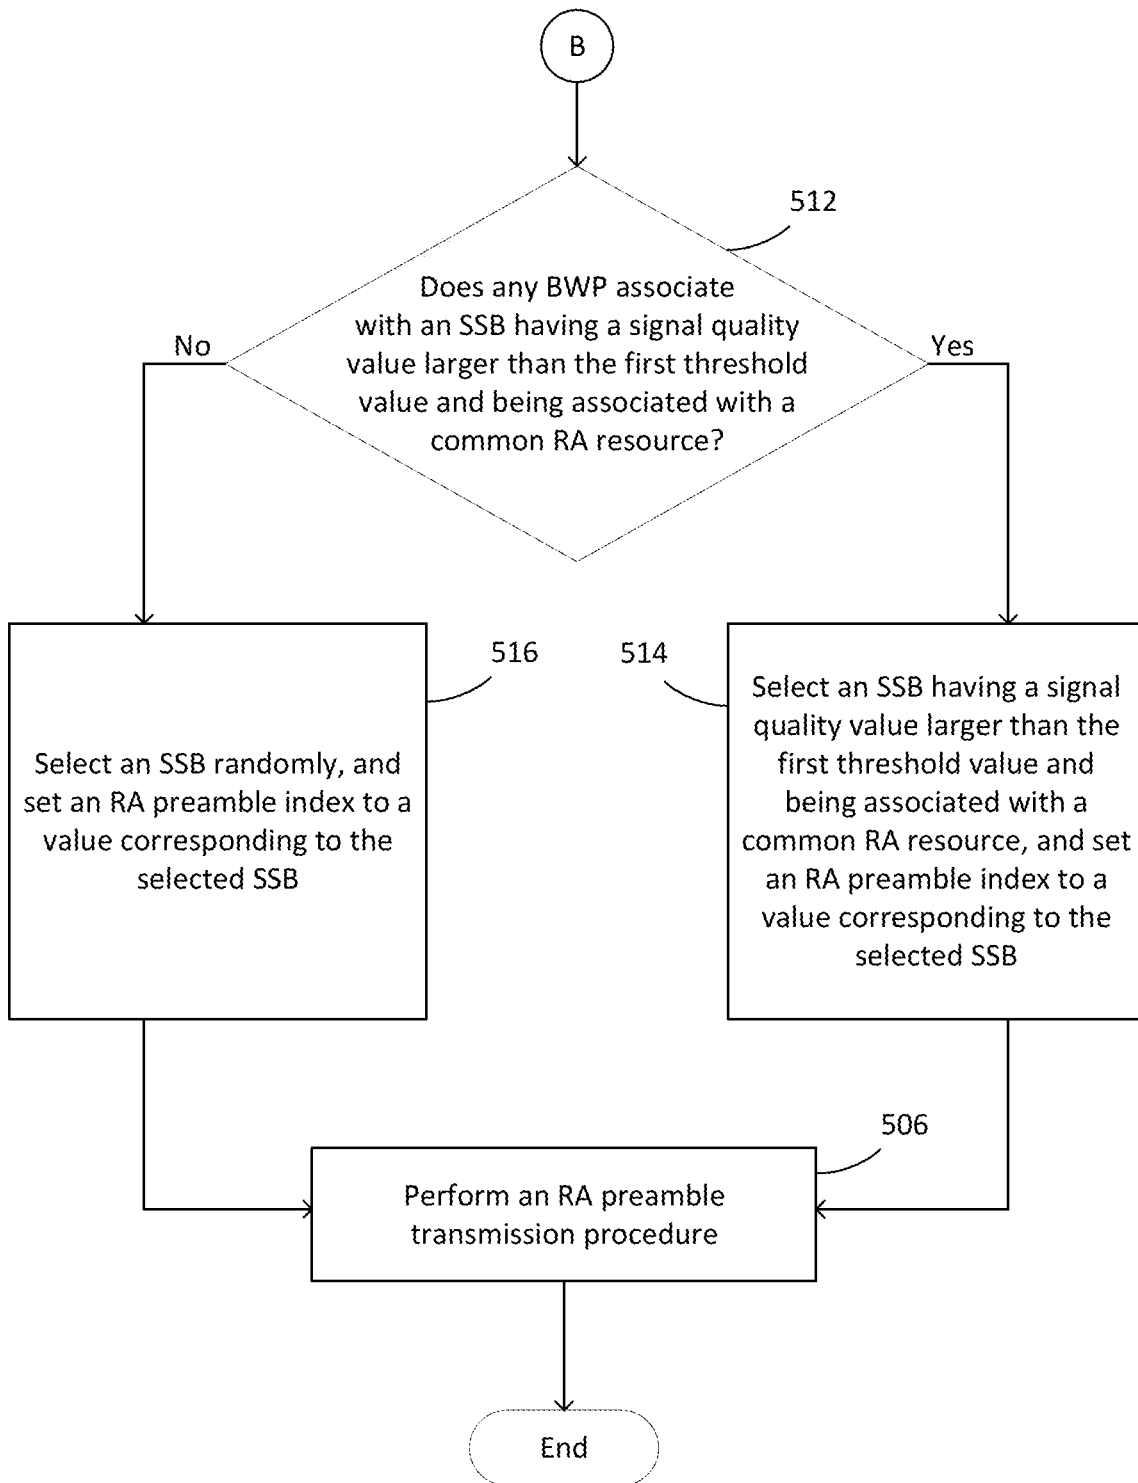 B
512
Does any BWP associate
with an SSB having a signal quality
value larger than the first threshold
value and being associated with a
common RA resource?
No
Yes
516
514
Select an SSB randomly, and
set an RA preamble index to a
value corresponding to the
selected SSB
Select an SSB having a signal
quality value larger than the
first threshold value and
being associated with a
common RA resource, and set
an RA preamble index to a
value corresponding to the
selected SSB
506
Perform an RA preamble
transmission procedure
End